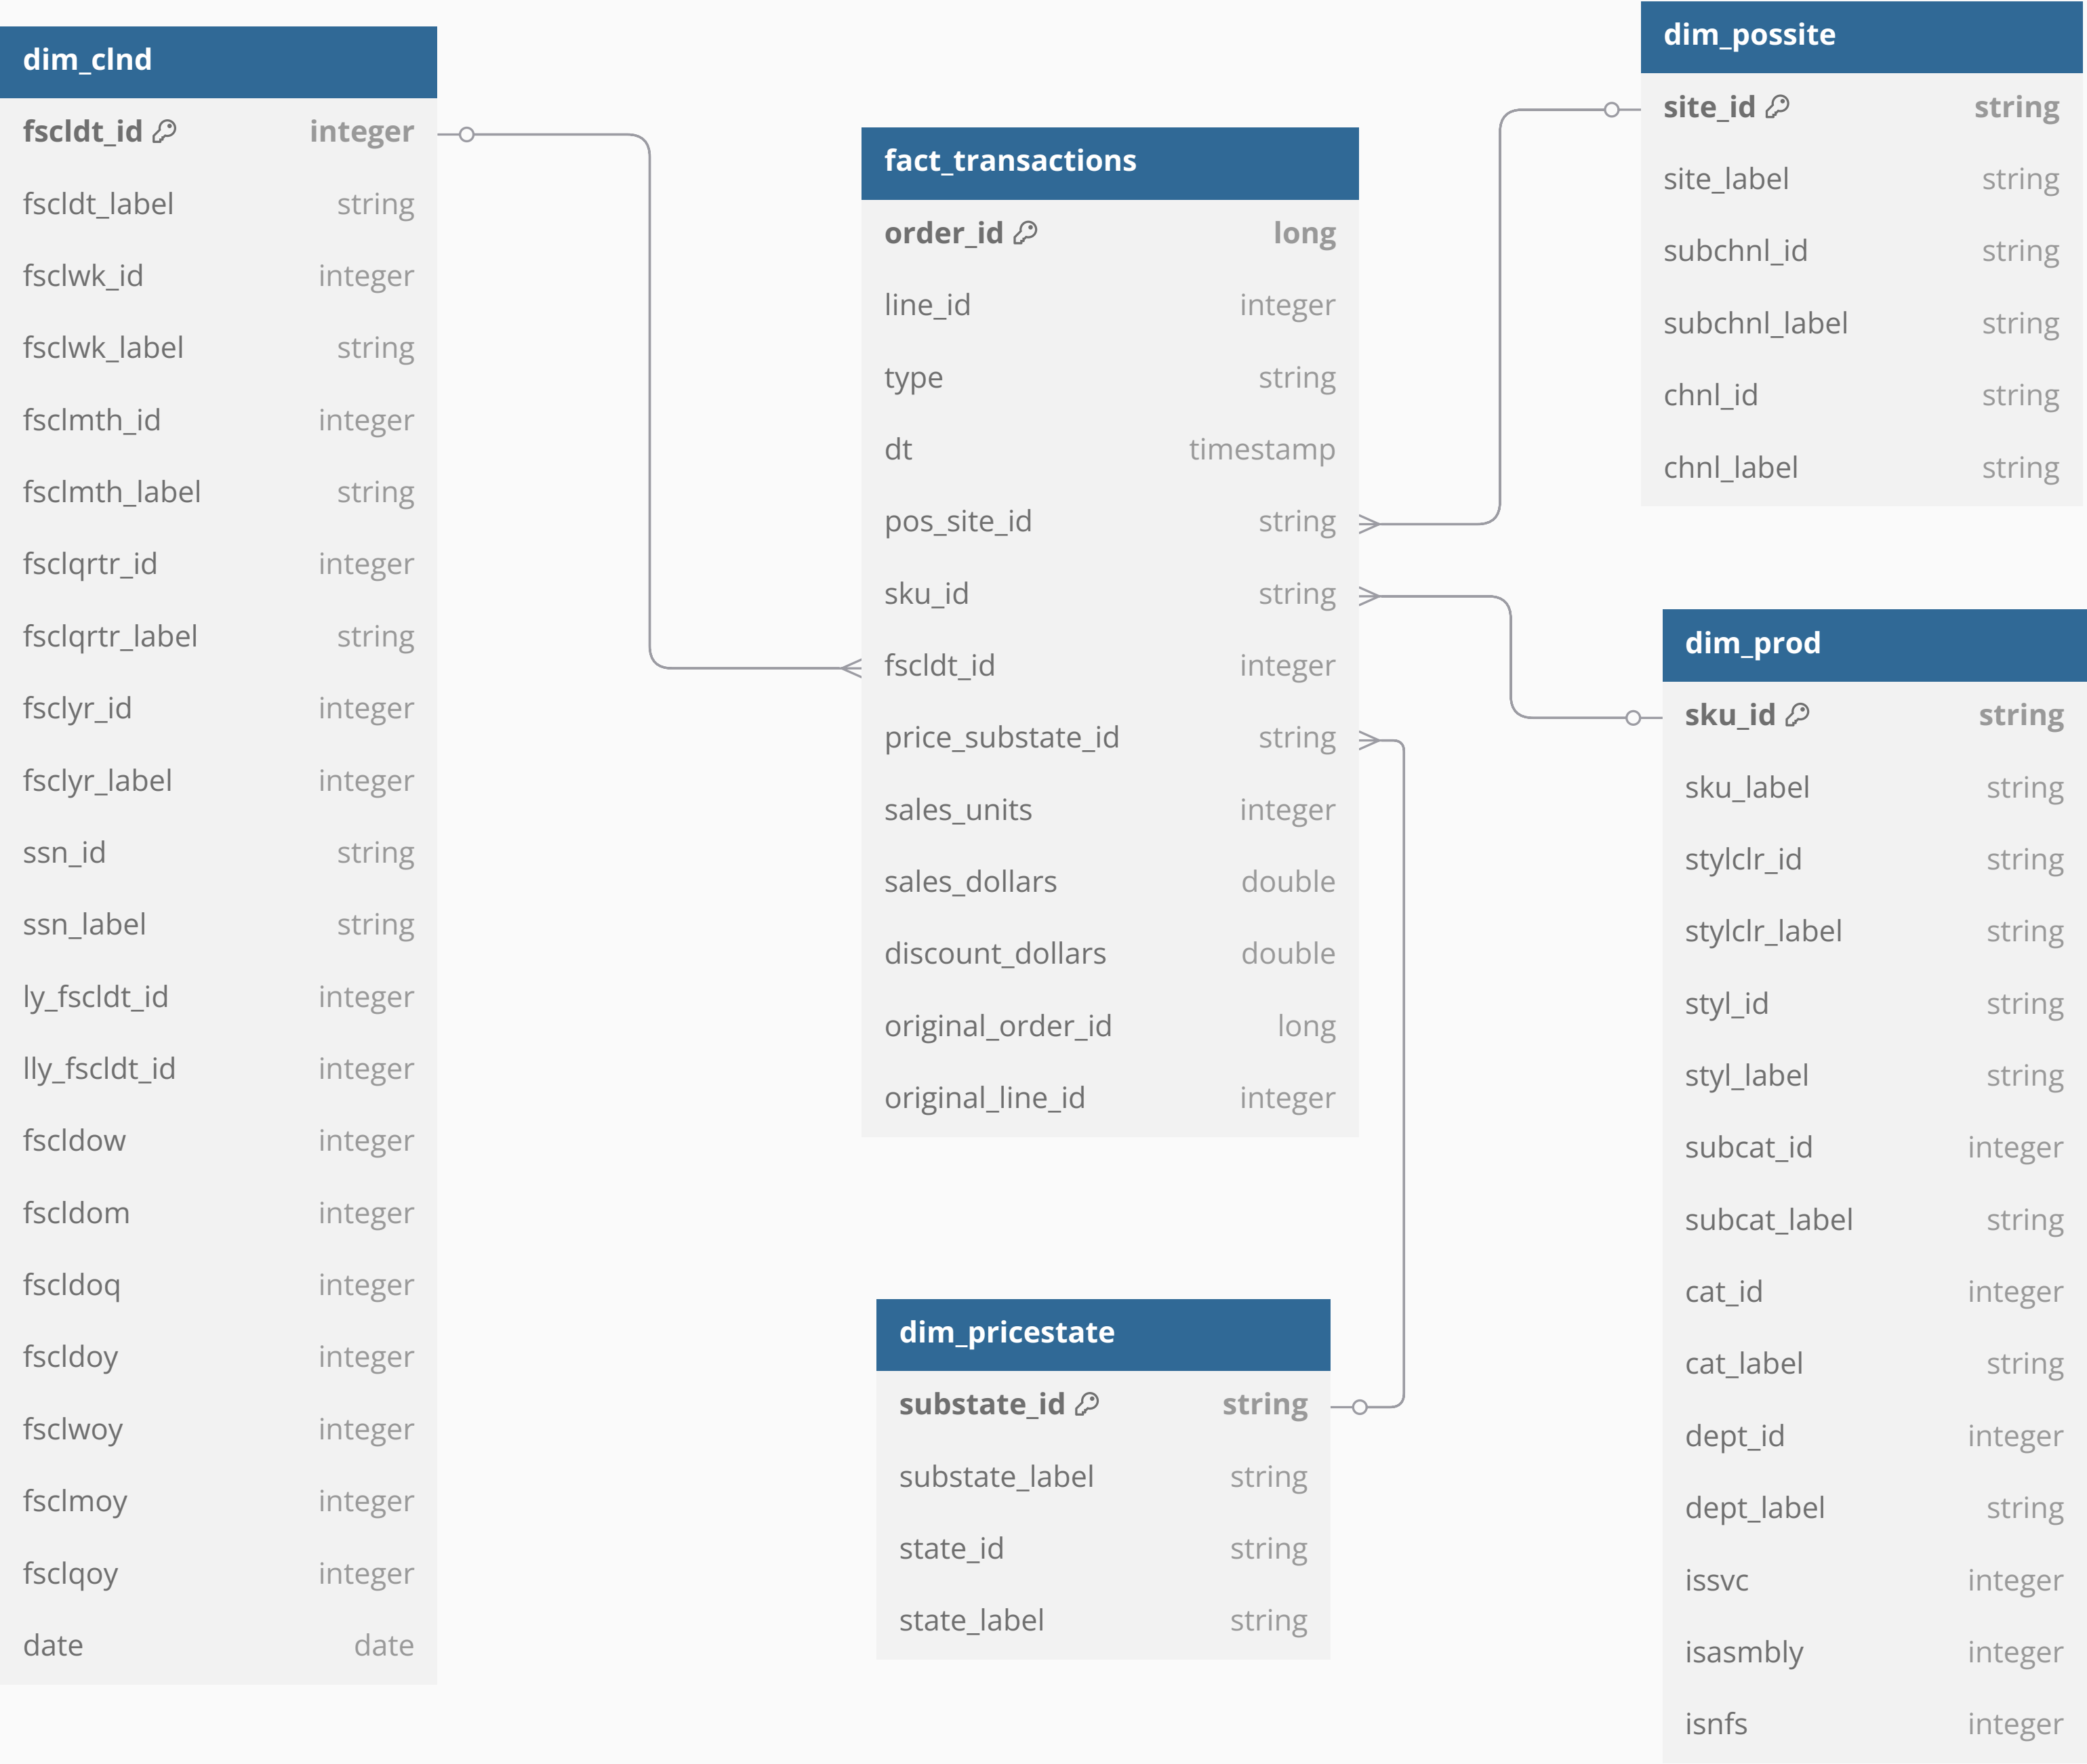 dim_clnd
fscldt_id integer
fscldt_label string
fsclwk_id integer
fsclwk_label string
fsclmth_id integer
fsclmth_label string
fsclqrtr_id integer
fsclqrtr_label string
fsclyr_id integer
fsclyr_label integer
ssn_id string
ssn_label string
ly_fscldt_id integer
lly_fscldt_id integer
fscldow integer
fscldom integer
fscldoq integer
fscldoy integer
fsclwoy integer
fsclmoy integer
fsclqoy integer
date date
fact_transactions
order_id long
line_id integer
type string
dt timestamp
pos_site_id string
sku_id string
fscldt_id integer
price_substate_id string
sales_units integer
sales_dollars double
discount_dollars double
original_order_id long
original_line_id integer
dim_pricestate
substate_id string
substate_label string
state_id string
state_label string
dim_possite
site_id string
site_label string
subchnl_id string
subchnl_label string
chnl_id string
chnl_label string
dim_prod
sku_id string
sku_label string
stylclr_id string
stylclr_label string
styl_id string
styl_label string
subcat_id integer
subcat_label string
cat_id integer
cat_label string
dept_id integer
dept_label string
issvc integer
isasmbly integer
isnfs integer